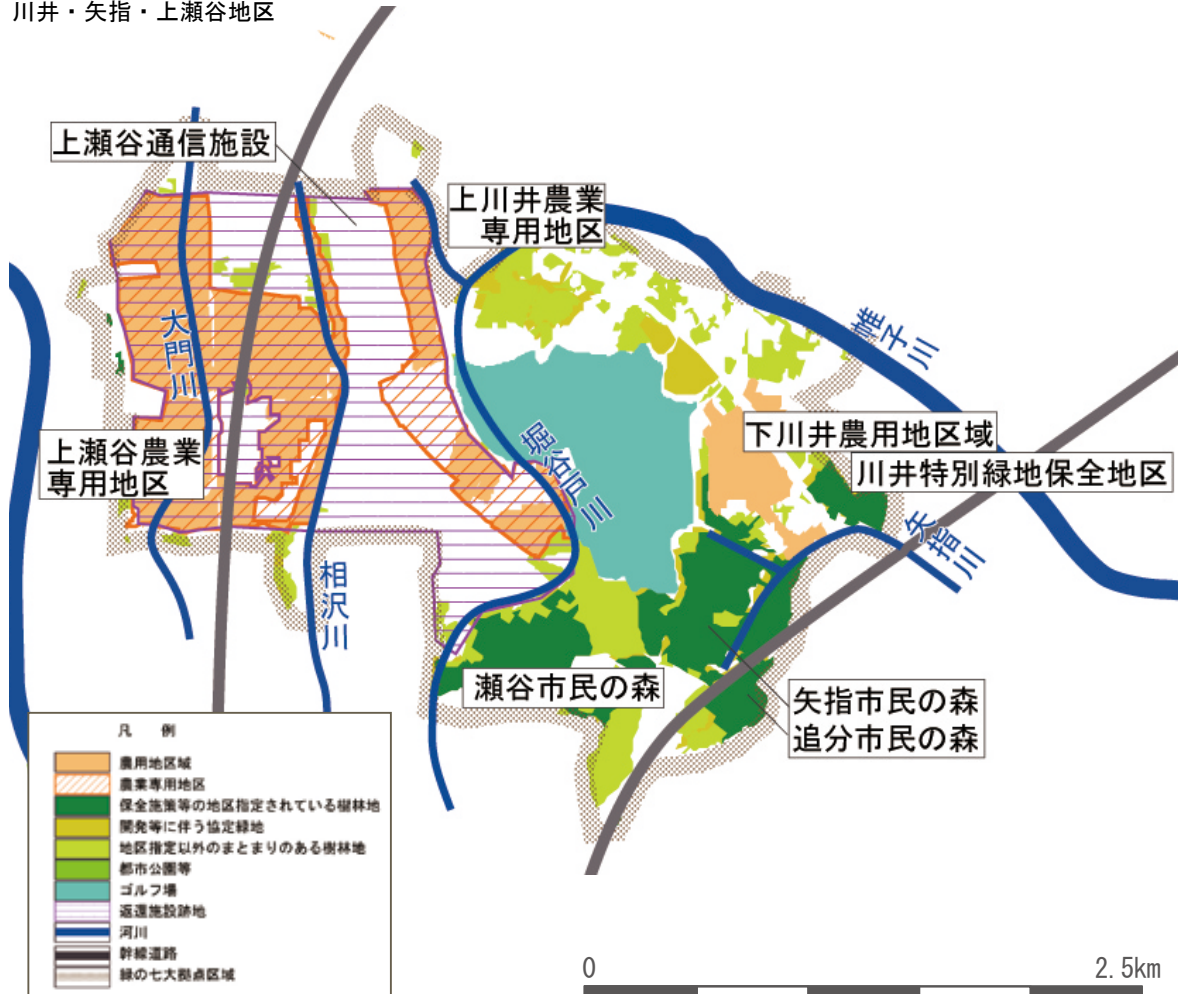 川井・矢指・上瀬谷地区
上瀬谷通信施設
上川井農業
専用地区
帷子川
大門川
下川井農用地区域
上瀬谷農業
専用地区
堀谷戸川
川井特別緑地保全地区
矢指川
相沢川
瀬谷市民の森
矢指市民の森
追分市民の森
凡 例
農用地区域
農業専用地区
保全施策等の地区指定されている樹林地
開発等に伴う協定緑地
地区指定以外のまとまりのある樹林地
都市公園等
ゴルフ場
返還施設跡地
河川
幹線道路
緑の七大拠点区域
0
2.5km